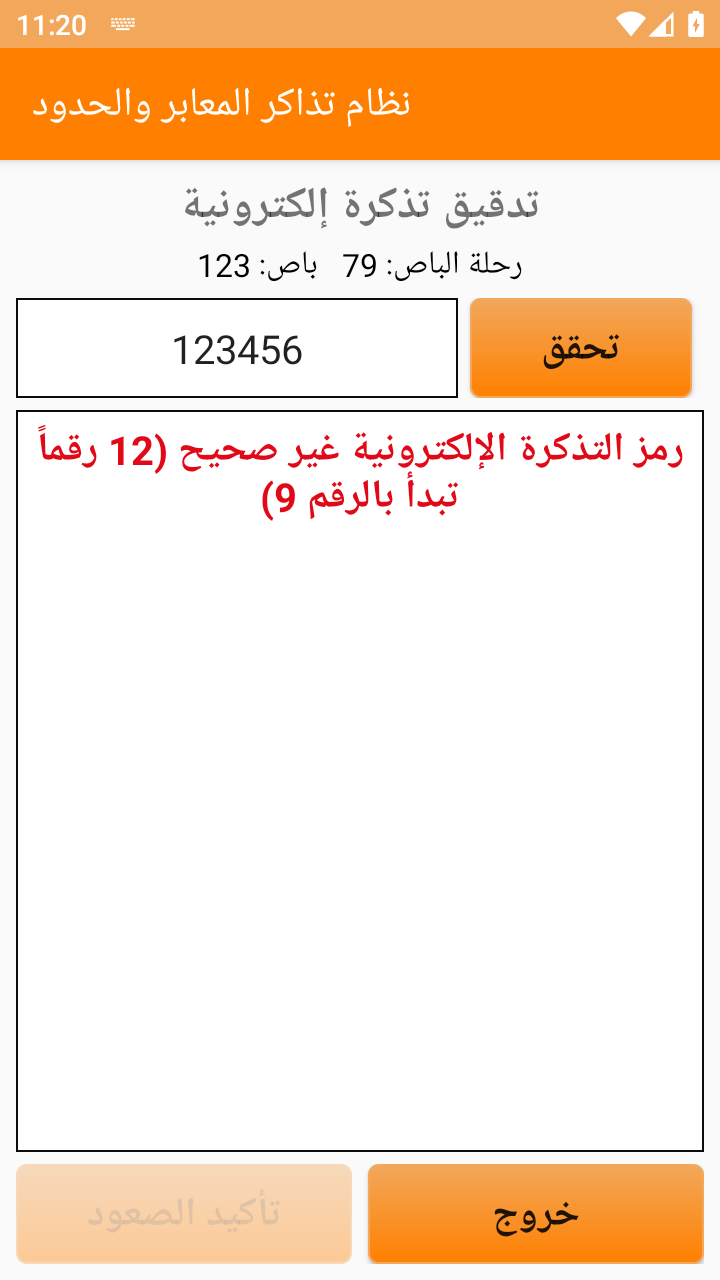 11:20
نظام تذاكر المعابر والحدود
تدقيق تذكرة إلكترونية
رحلة الباص: 79 باص: 123
تحقق
123456
رمز التذكرة الإلكترونية غير صحيح (12 رقماً
تبدأ بالرقم 9)
خروج
تأكيد الصعود